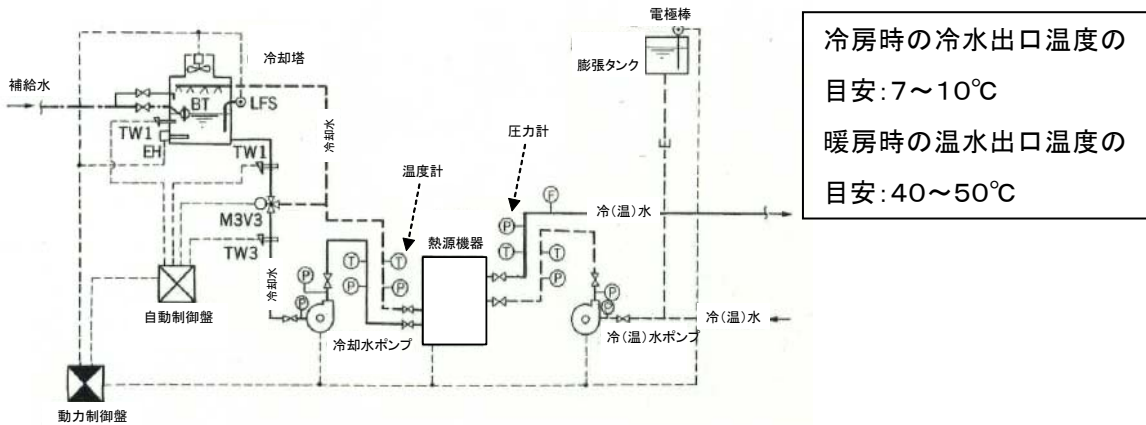 電極棒
冷却塔
膨張タンク
補給水
BT
LFS
TW1
EH
TW1
冷却水
圧力計
温度計
F
冷(温)水
P
M3V3
熱源機器
TW3
T
T
T
T
P
P
P
P
P
冷却水
P
P
冷(温)水
自動制御盤
冷却水ポンプ
冷(温)水ポンプ
動力制御盤
冷房時の冷水出口温度の
目安:7~10℃
暖房時の温水出口温度の
目安:40~50℃